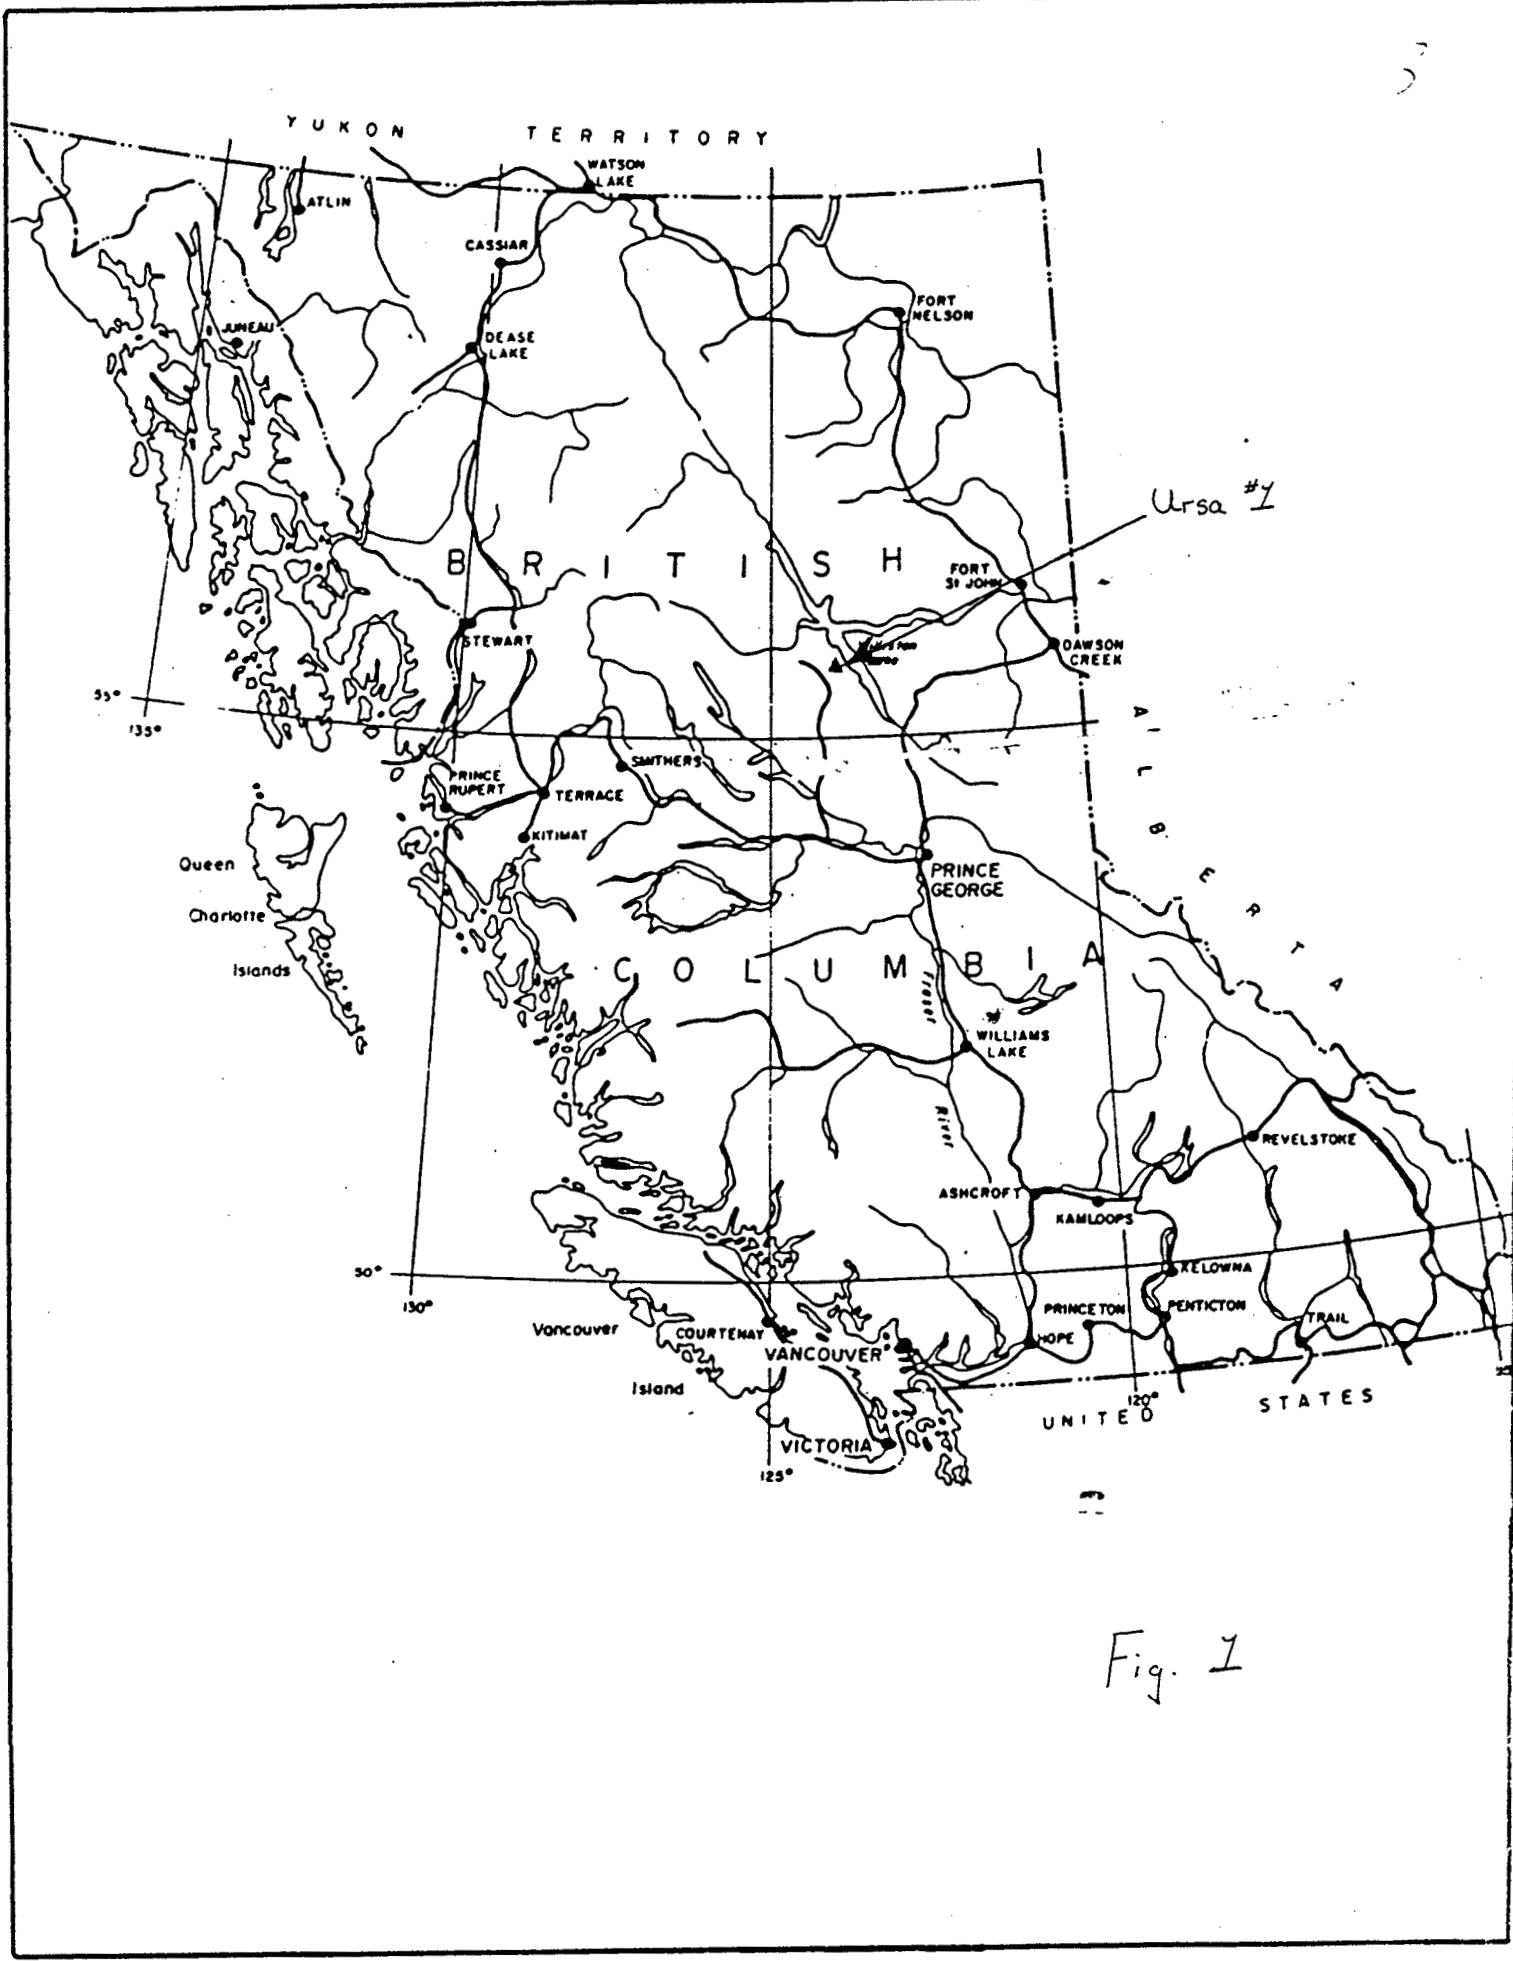 3
YUKON TERRITORY
WATSON
LAKE
ATLIN
CASSIAR
FORT
NELSON
JUNEAU
DEASE
LAKE
Ursa #1
BRITISH
FORT
St JOHN
STEWART
DAWSON
CREEK
55°
135°
ALBERTA
SMITHERS
PRINCE
RUPERT
TERRACE
KITIMAT
Queen
Charlotte
Islands
PRINCE
GEORGE
COLUMBIA
Fraser
River
WILLIAMS
LAKE
REVELSTOKE
ASHCROFT
KAMLOOPS
50°
130°
KELOWNA
PRINCETON
PENTICTON
TRAIL
HOPE
Vancouver
Island
COURTENAY
VANCOUVER
120°
UNITED STATES
VICTORIA
125°
Fig. 1